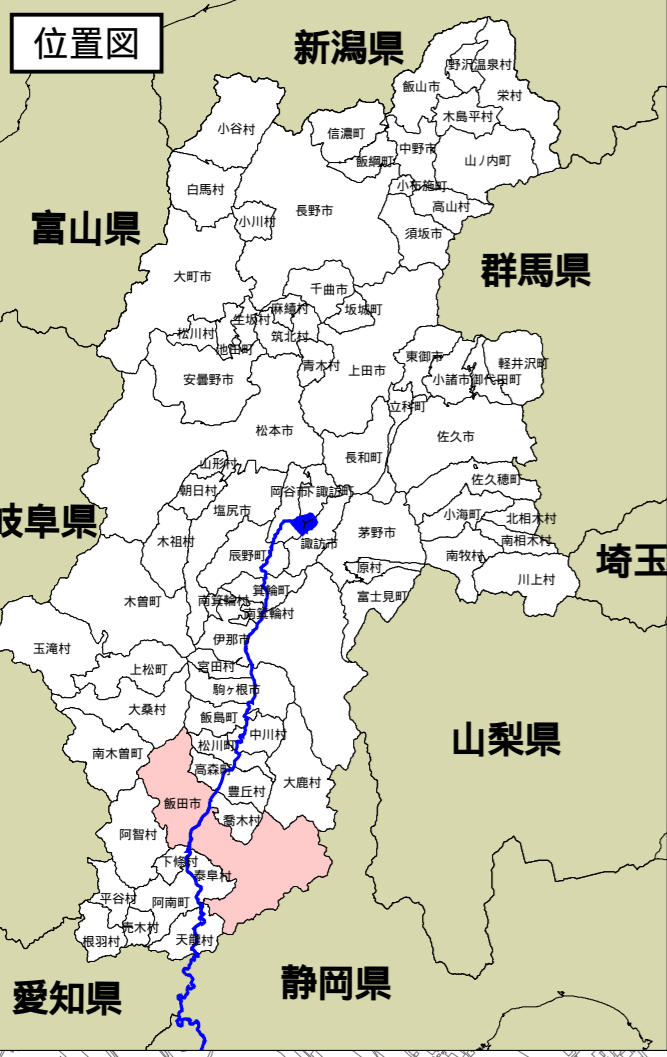 位置図
新潟県
野沢温泉村
飯山市
栄村
木島平村
小谷村
信濃町
中野市
飯綱町
山ノ内町
白馬村
小布施町
高山村
長野市
小川村
富山県
須坂市
群馬県
大町市
千曲市
麻績村
坂城町
生坂村
松川村
筑北村
池田町
東御市
青木村
上田市
軽井沢町
安曇野市
小諸市
御代田町
立科町
松本市
佐久市
長和町
山形村
佐久穂町
朝日村
岡谷市
下諏訪町
塩尻市
小海町
北相木村
岐阜県
茅野市
木祖村
諏訪市
南相木村
辰野町
南牧村
埼玉
原村
川上村
箕輪町
富士見町
木曽町
南箕輪村
南箕輪村
伊那市
玉滝村
宮田村
上松町
駒ヶ根市
大桑村
飯島町
中川村
山梨県
松川町
南木曽町
高森町
大鹿村
豊丘村
飯田市
喬木村
阿智村
下條村
泰阜村
平谷村
阿南町
売木村
天龍村
根羽村
静岡県
愛知県